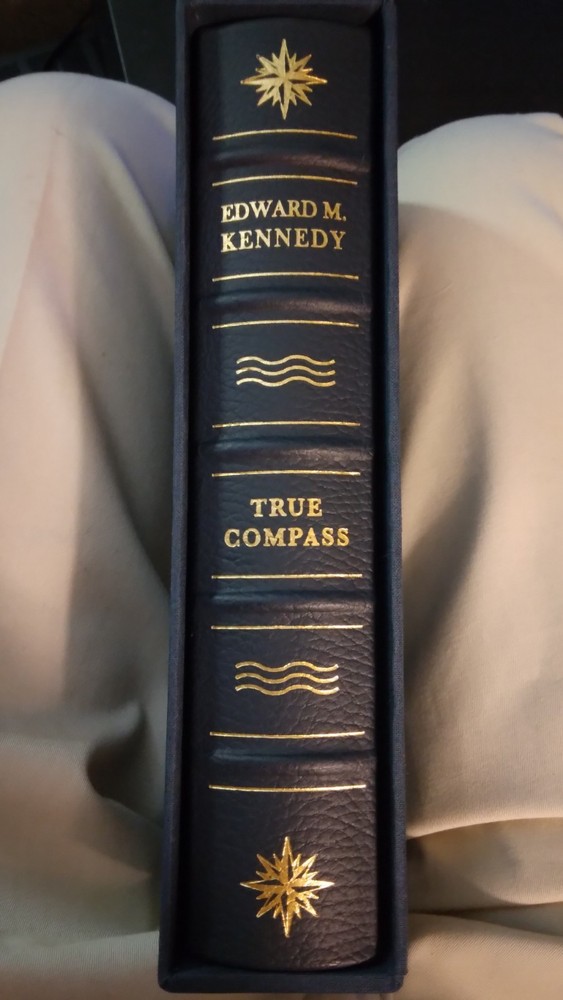 EDWARD M.
KENNEDY
TRUE
COMPASS